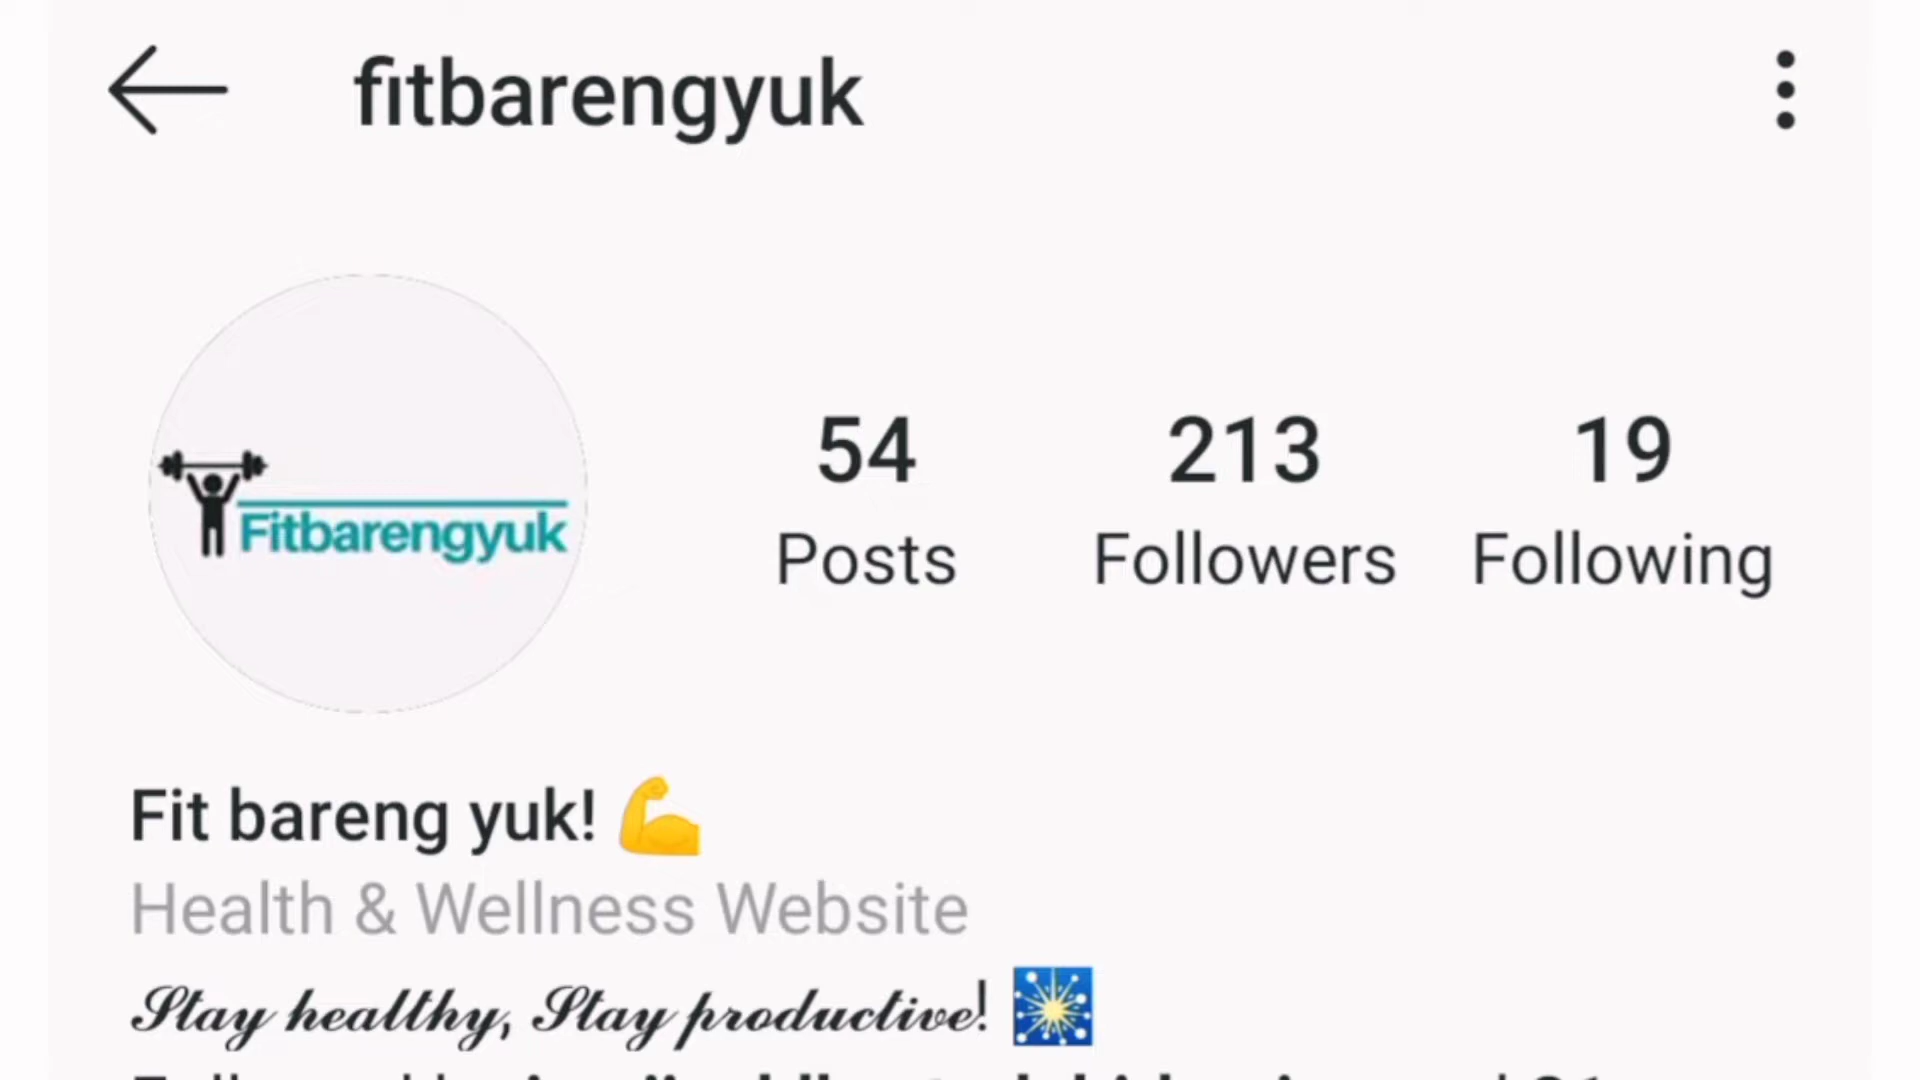 fitbarengyuk
Fitbarengyuk
54 213 19
Posts Followers Following
Fit bareng yuk! 💪
Health & Wellness Website
𝒮𝓉𝒶𝓎 𝒽𝑒𝒶𝓁𝓉𝒽𝓎, 𝒮𝓉𝒶𝓎 𝓅𝓇𝑜𝒹𝓊𝒸𝓉𝒾𝓋𝑒! 🎇